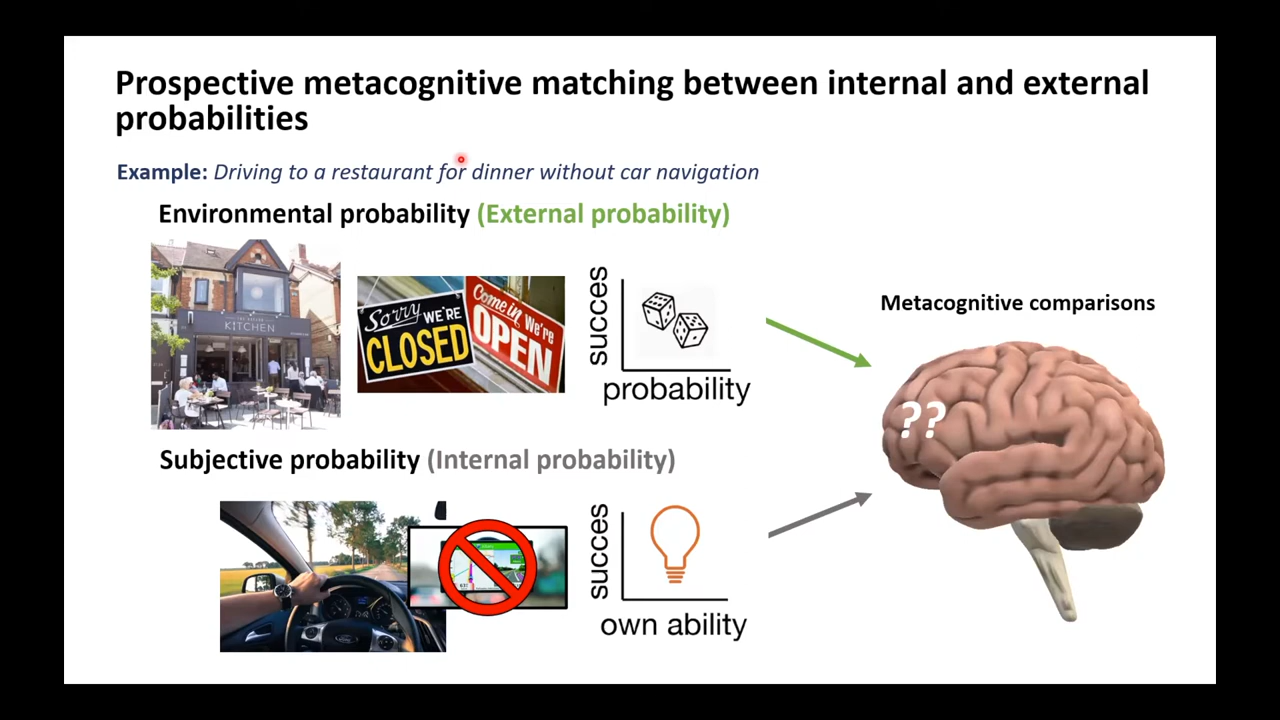 Prospective metacognitive matching between internal and external
probabilities
Example: Driving to a restaurant for dinner without car navigation
Environmental probability (External probability)
KITCHEN
Sorry
WE'RE
CLOSED
Come in
We're
OPEN
succes
probability
Metacognitive comparisons
??
Subjective probability (Internal probability)
succes
own ability